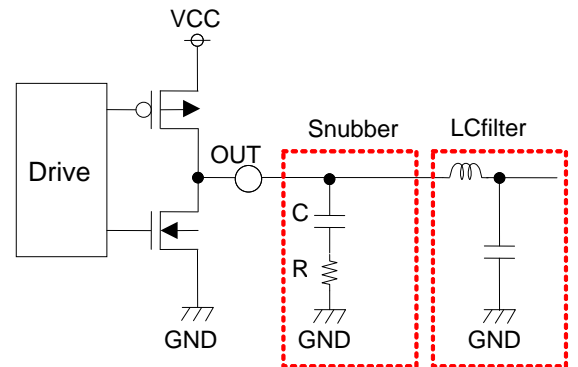 VCC
Snubber
LCfilter
OUT
Drive
C
R
GND
GND
GND